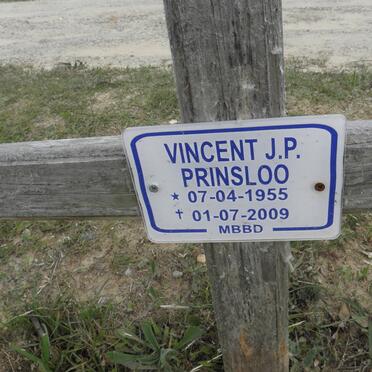 VINCENT J.P.
PRINSLOO
★ 07-04-1955
✝ 01-07-2009
MBBD